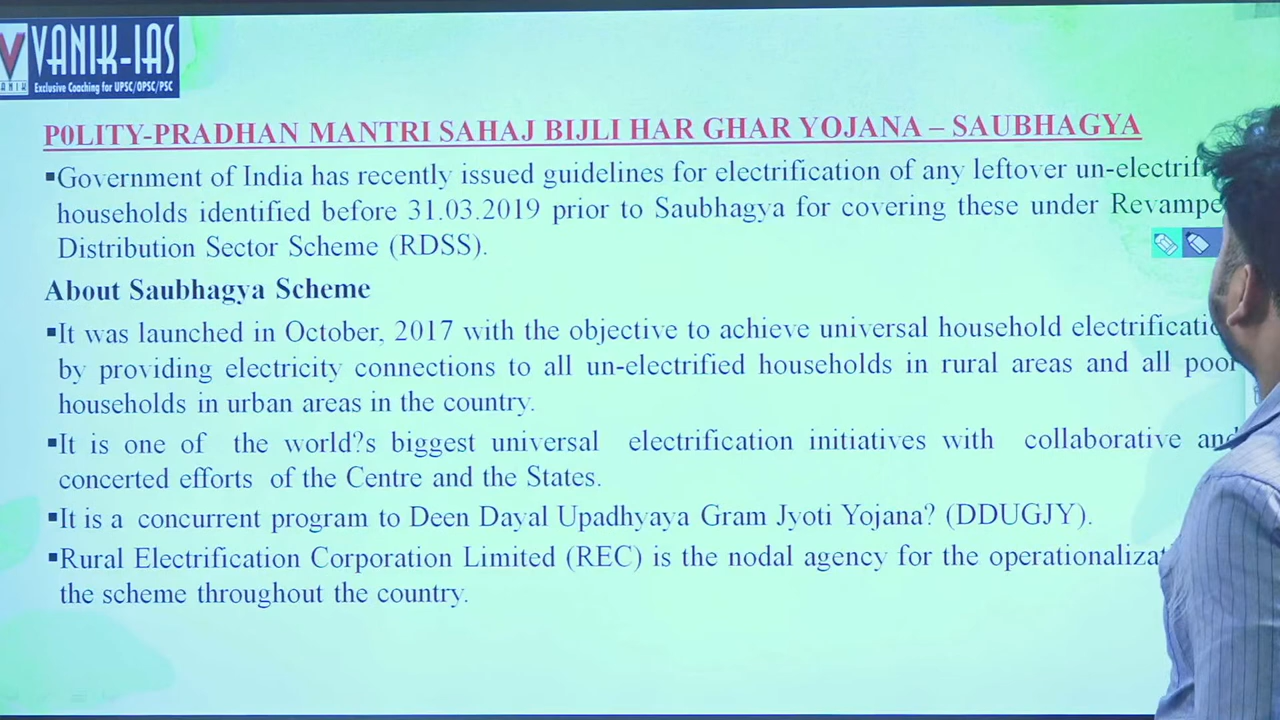 VANIK-IAS
Exclusive Coaching for UPSC/OPSC/PSC
VANIK
P0LITY-PRADHAN MANTRI SAHAJ BIJLI HAR GHAR YOJANA – SAUBHAGYA
▪Government of India has recently issued guidelines for electrification of any leftover
households identified before 31.03.2019 prior to Saubhagya for covering these under
Distribution Sector Scheme (RDSS).
About Saubhagya Scheme
▪It was launched in October, 2017 with the objective to achieve universal household
by providing electricity connections to all un-electrified households in rural areas and all poor
households in urban areas in the country.
▪It is one of the world?s biggest universal electrification initiatives with collaborative and
concerted efforts of the Centre and the States.
▪It is a concurrent program to Deen Dayal Upadhyaya Gram Jyoti Yojana? (DDUGJY).
▪Rural Electrification Corporation Limited (REC) is the nodal agency for the
the scheme throughout the country.